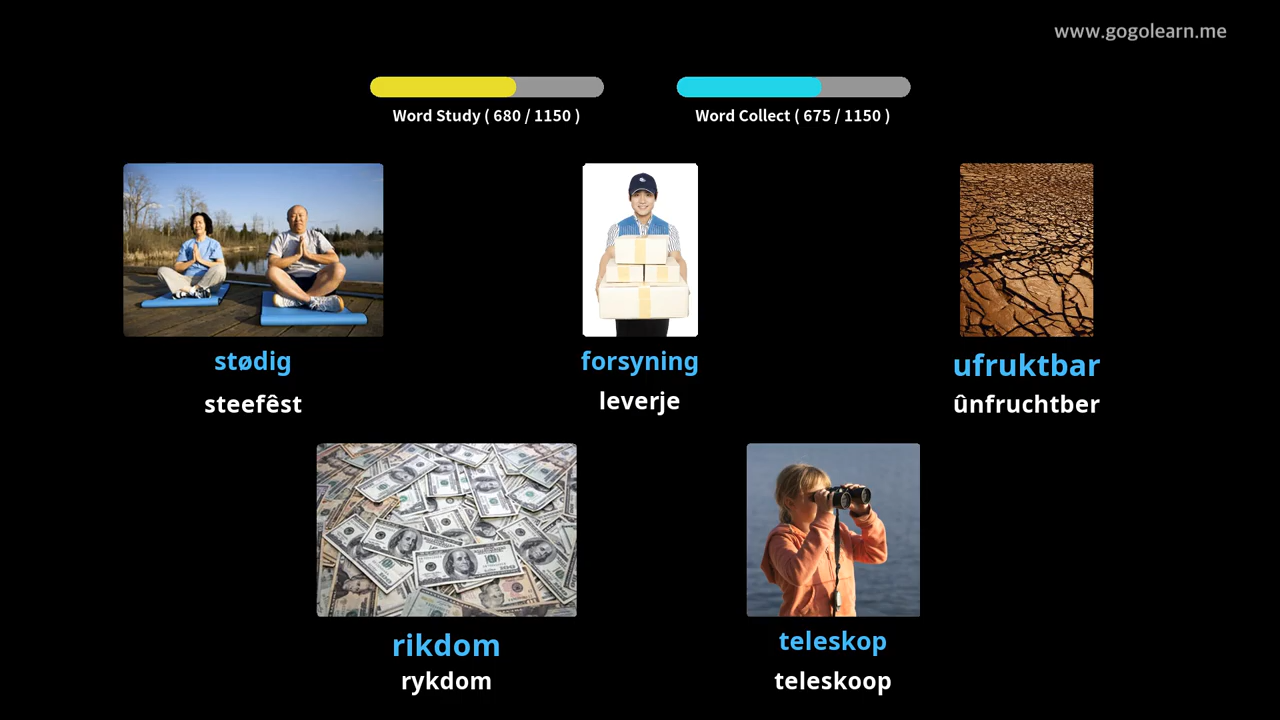 www.gogolearn.me
Word Study ( 680 / 1150 )
Word Collect ( 675 / 1150 )
stødig
steefêst
forsyning
leverje
ufruktbar
ûnfruchtber
rikdom
rykdom
teleskop
teleskoop